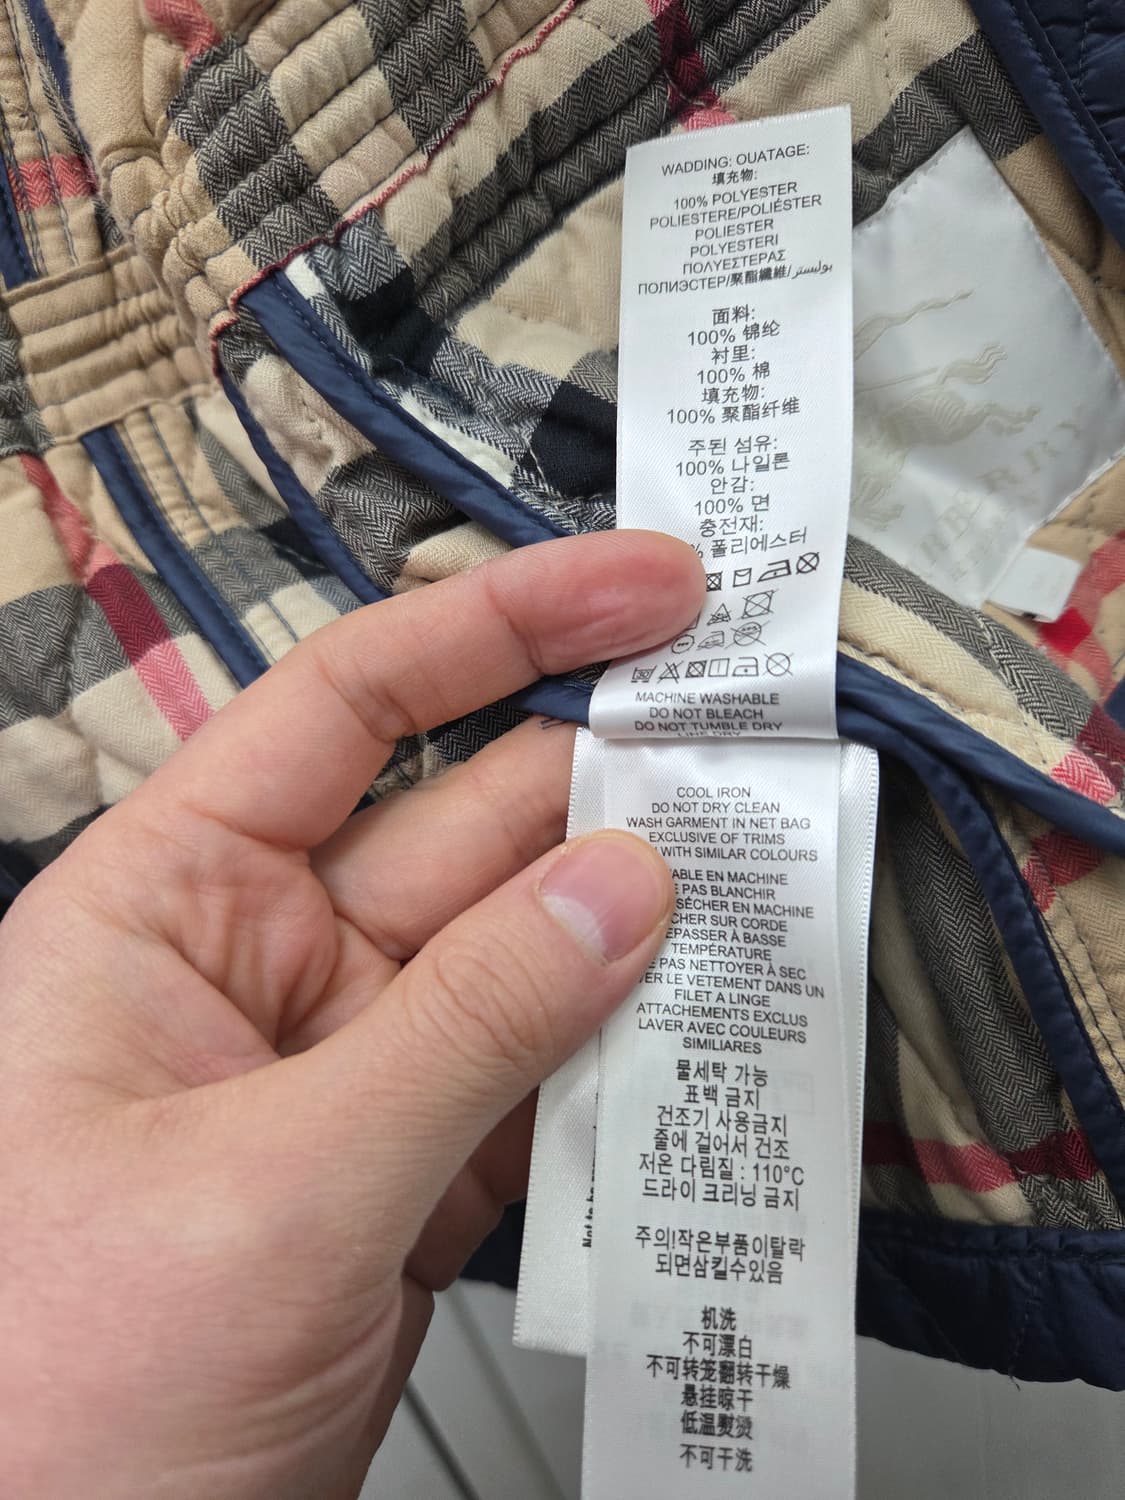 WADDING: OUATAGE:
填充物:
100% POLYESTER
POLIESTERE/POLIÉSTER
POLIESTER
POLYESTERI
ΠΟΛΥΕΣΤΕΡΑΣ
ПОЛИЭСТЕР/聚酯纖維/بوليستر
面料:
100% 锦纶
衬里:
100% 棉
填充物:
100% 聚酯纤维
주된 섬유:
100% 나일론
안감:
100% 면
충전재:
% 폴리에스터
MACHINE WASHABLE
DO NOT BLEACH
DO NOT TUMBLE DRY
LINE DRY
COOL IRON
DO NOT DRY CLEAN
WASH GARMENT IN NET BAG
EXCLUSIVE OF TRIMS
WITH SIMILAR COLOURS
ABLE EN MACHINE
PAS BLANCHIR
SÉCHER EN MACHINE
CHER SUR CORDE
EPASSER À BASSE
TEMPÉRATURE
PAS NETTOYER À SEC
ER LE VETEMENT DANS UN
FILET A LINGE
ATTACHEMENTS EXCLUS
LAVER AVEC COULEURS
SIMILIARES
물세탁 가능
표백 금지
건조기 사용금지
줄에 걸어서 건조
저온 다림질 : 110°C
드라이 크리닝 금지
주의!작은부품이탈락
되면삼킬수있음
机洗
不可漂白
不可转笼翻转干燥
悬挂晾干
低温熨烫
不可干洗
Not to be